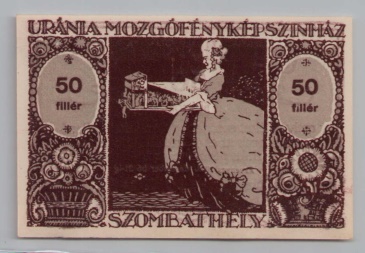 URÁNIA MOZGÓFÉNYKÉPSZINHÁZ
50
fillér
50
fillér
SZOMBATHELY